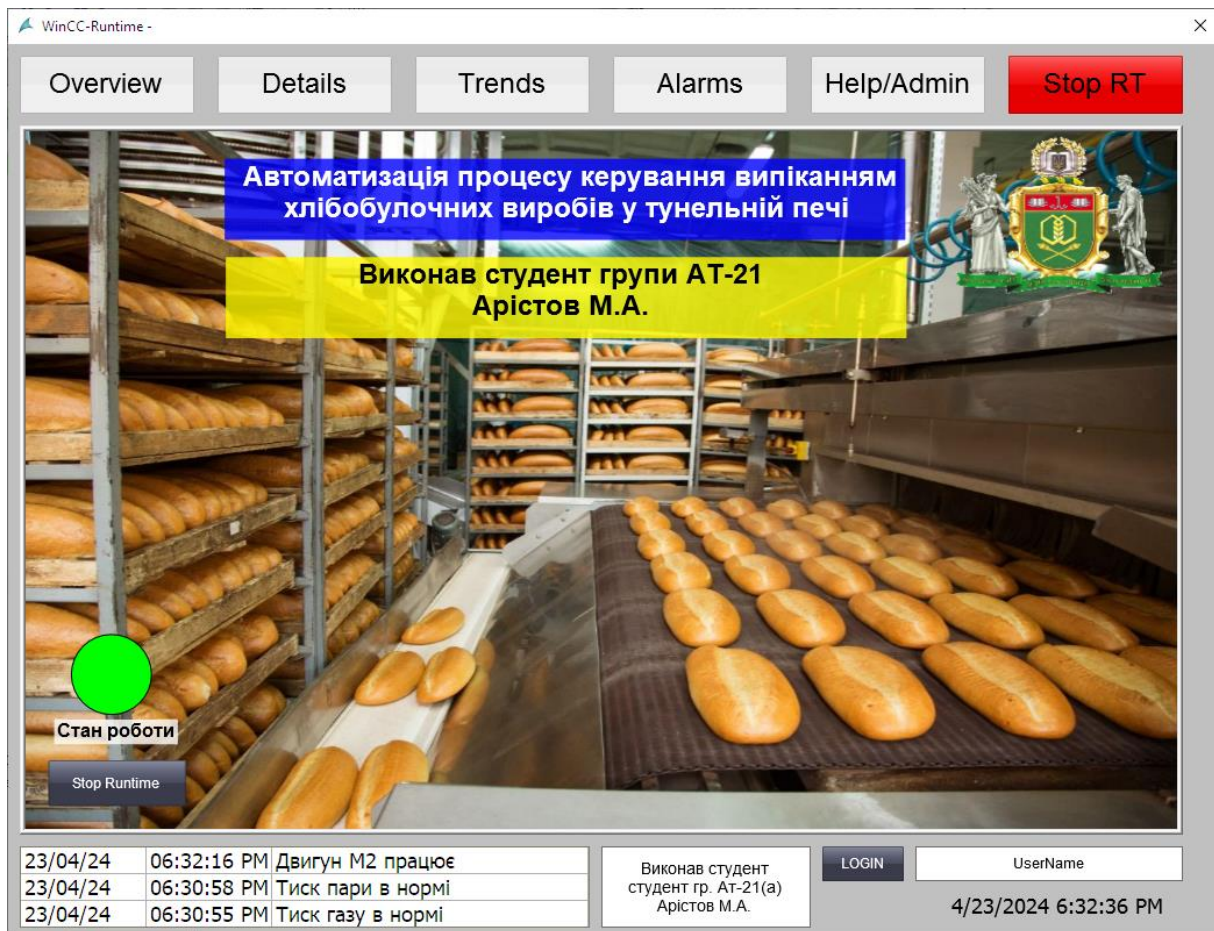 WinCC-Runtime -
Overview
Details
Trends
Alarms
Help/Admin
Stop RT
Автоматизація процесу керування випіканням
хлібобулочних виробів у тунельній печі
Виконав студент групи АТ-21
Арістов М.А.
Стан роботи
Stop Runtime
23/04/24 06:32:16 PM Двигун М2 працює
23/04/24 06:30:58 PM Тиск пари в нормі
23/04/24 06:30:55 PM Тиск газу в нормі
Виконав студент
студент гр. Ат-21(а)
Арістов М.А.
LOGIN
UserName
4/23/2024 6:32:36 PM